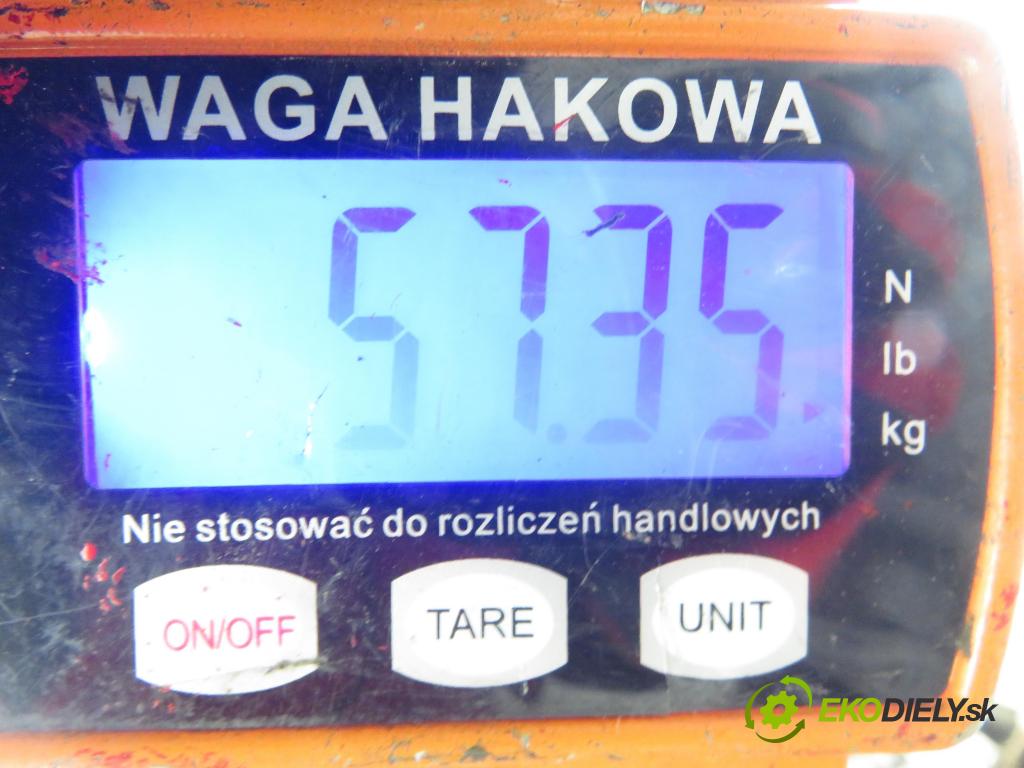 WAGA HAKOWA
57.35
N
lb
kg
Nie stosować do rozliczeń handlowych
ON/OFF TARE UNIT
EKODIELY.sk